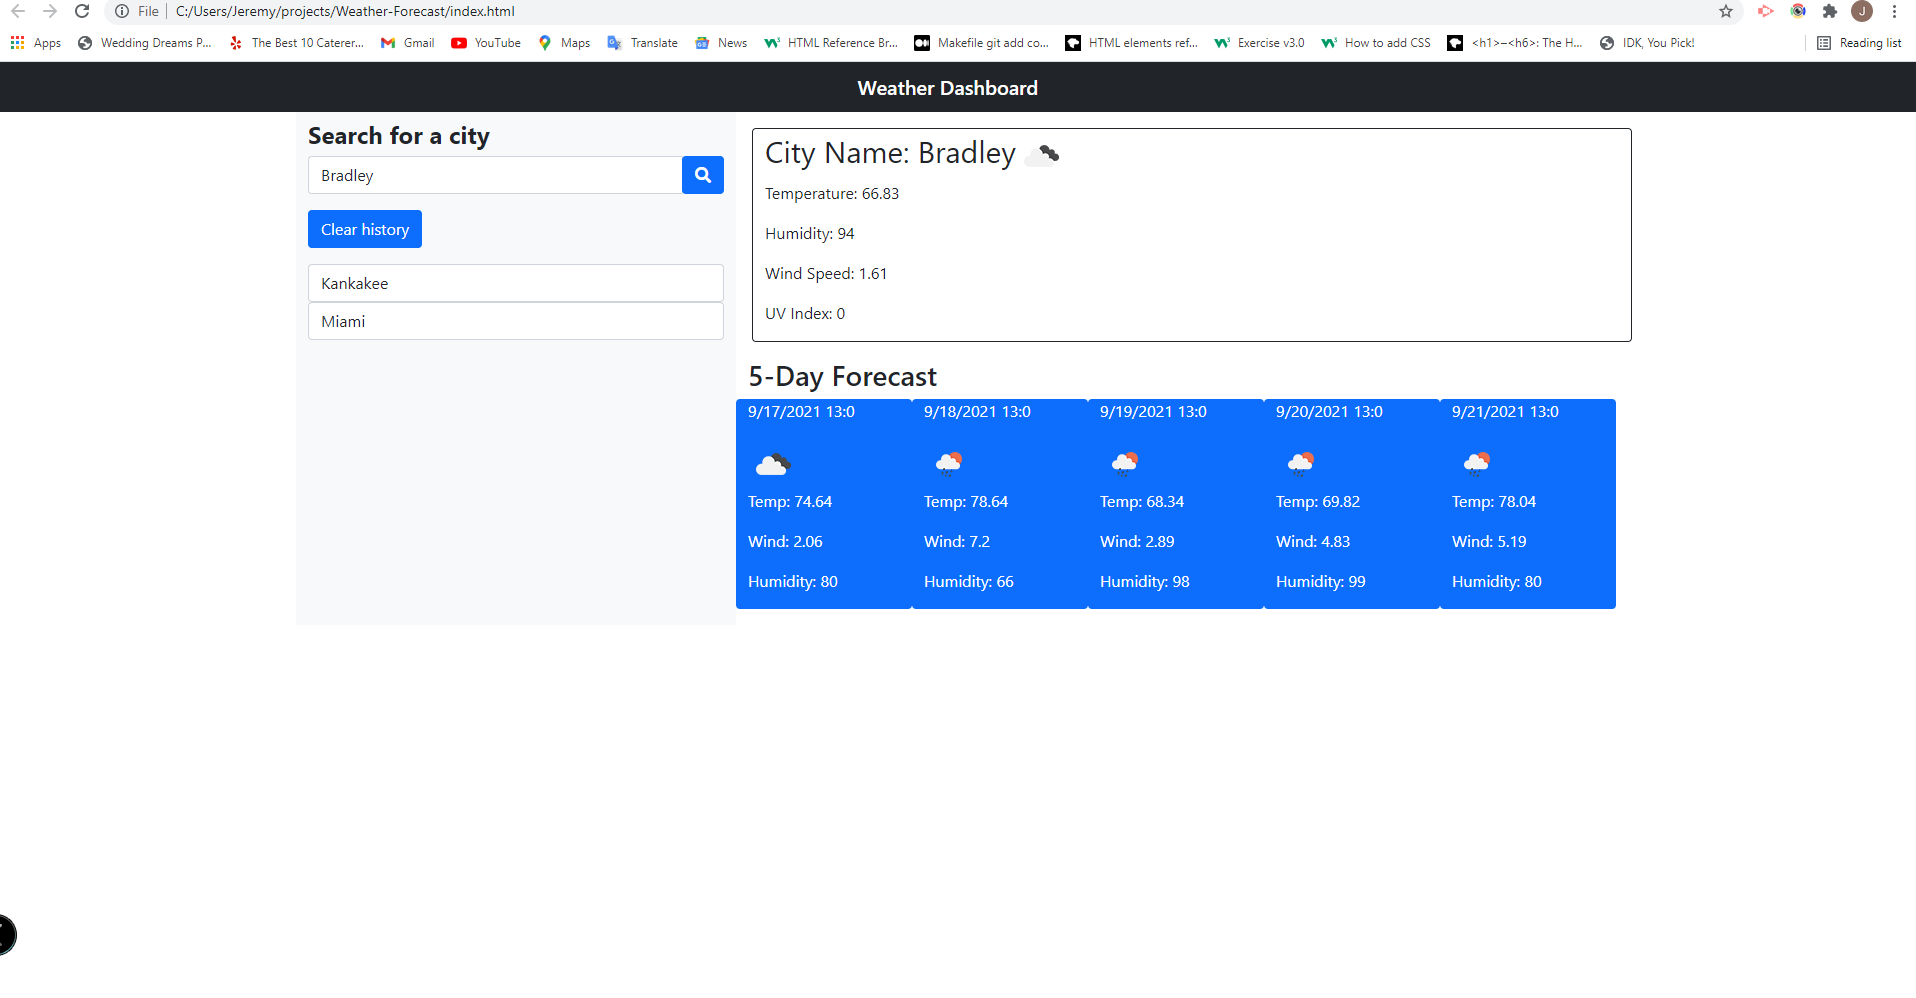 File C:/Users/Jeremy/projects/Weather-Forecast/index.html J
Apps Wedding Dreams P... The Best 10 Caterer... Gmail YouTube Maps Translate News HTML Reference Br... Makefile git add co... HTML elements ref... Exercise v3.0 How to add CSS <h1>–<h6>: The H... IDK, You Pick! Reading list
Weather Dashboard
Search for a city
Bradley
Clear history
Kankakee
Miami
City Name: Bradley
Temperature: 66.83
Humidity: 94
Wind Speed: 1.61
UV Index: 0
5-Day Forecast
9/17/2021 13:0 9/18/2021 13:0 9/19/2021 13:0 9/20/2021 13:0 9/21/2021 13:0
Temp: 74.64 Temp: 78.64 Temp: 68.34 Temp: 69.82 Temp: 78.04
Wind: 2.06 Wind: 7.2 Wind: 2.89 Wind: 4.83 Wind: 5.19
Humidity: 80 Humidity: 66 Humidity: 98 Humidity: 99 Humidity: 80